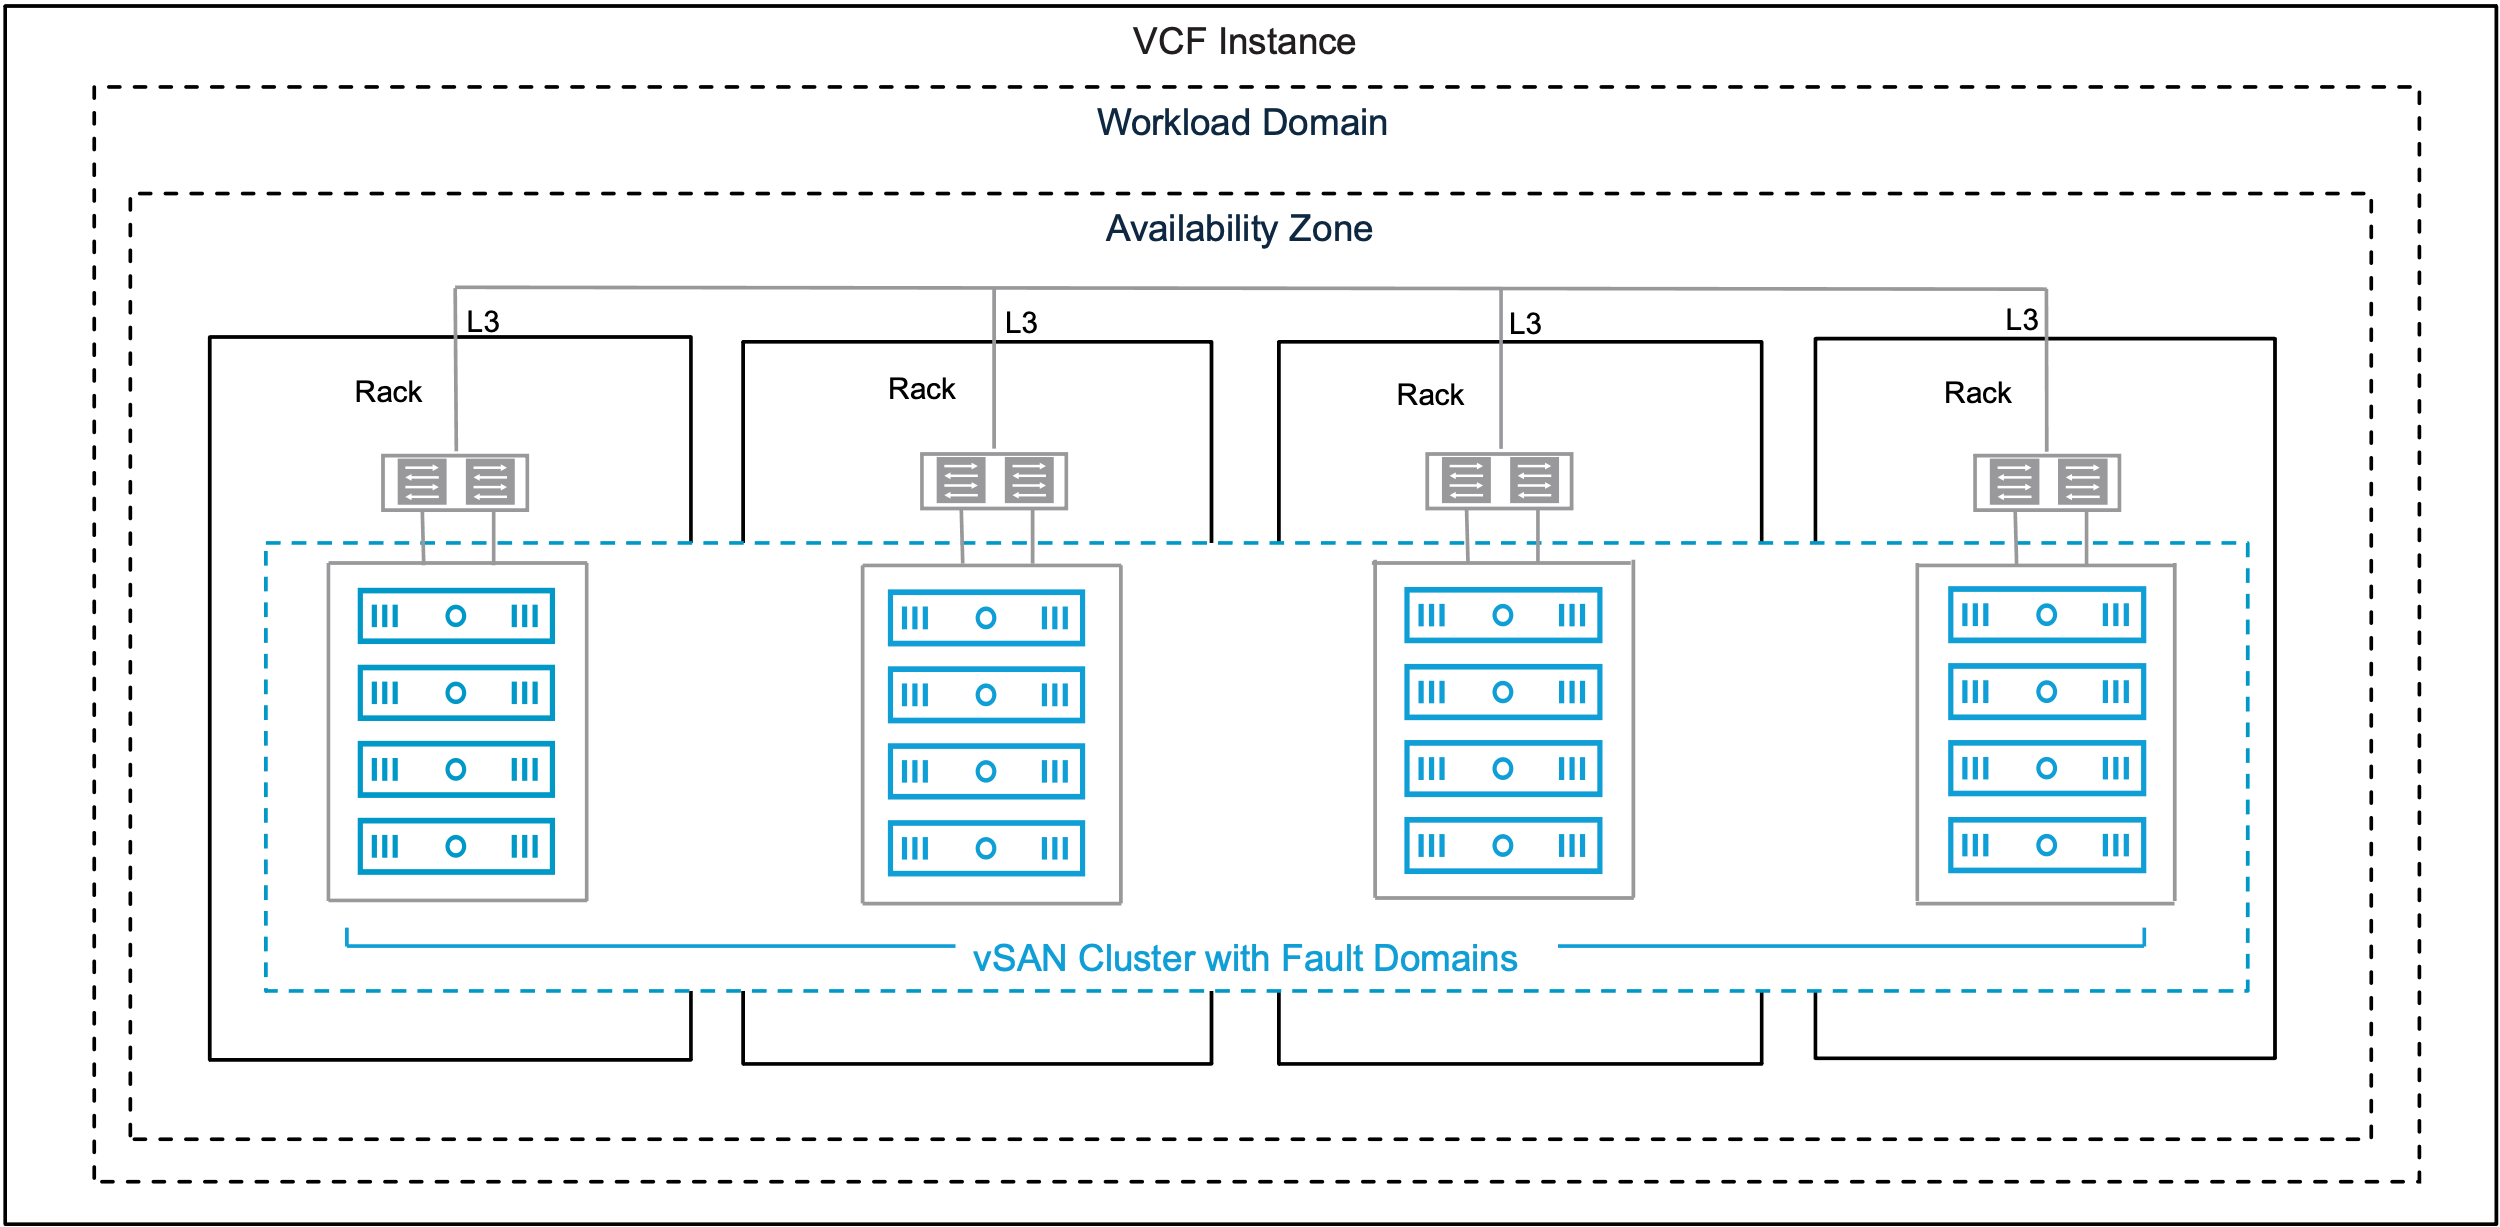 VCF Instance
Workload Domain
Availability Zone
L3
L3
L3
L3
Rack
Rack
Rack
Rack
vSAN Cluster with Fault Domains